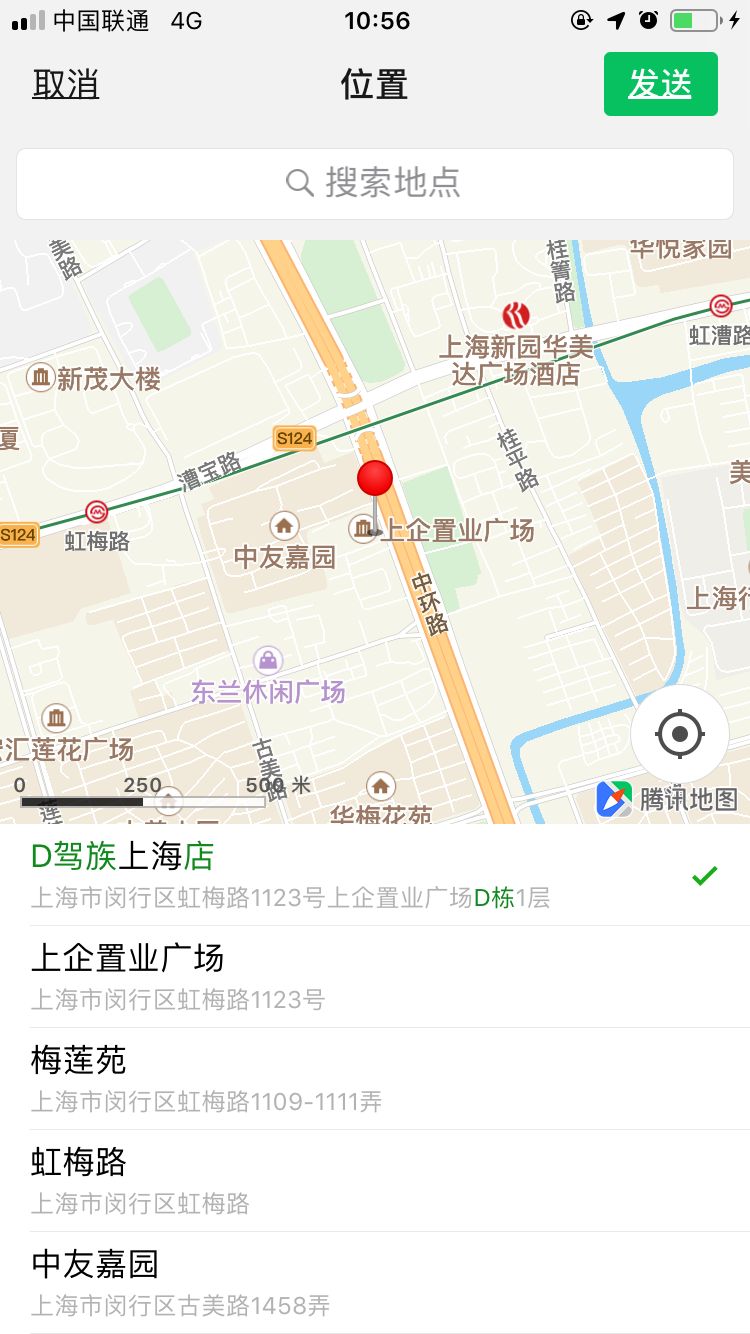 中国联通 4G 10:56
取消 位置 发送
搜索地点
美路
桂箐路
华悦家园
上海新园华美
达广场酒店
虹漕路
新茂大楼
厦
S124
漕宝路
桂平路
美
S124
虹梅路
中友嘉园
上企置业广场
中环路
上海行
东兰休闲广场
汇莲花广场
古美路
0 250 500 米
莲
华梅花苑
腾讯地图
D驾族上海店
上海市闵行区虹梅路1123号上企置业广场D栋1层
上企置业广场
上海市闵行区虹梅路1123号
梅莲苑
上海市闵行区虹梅路1109-1111弄
虹梅路
上海市闵行区虹梅路
中友嘉园
上海市闵行区古美路1458弄